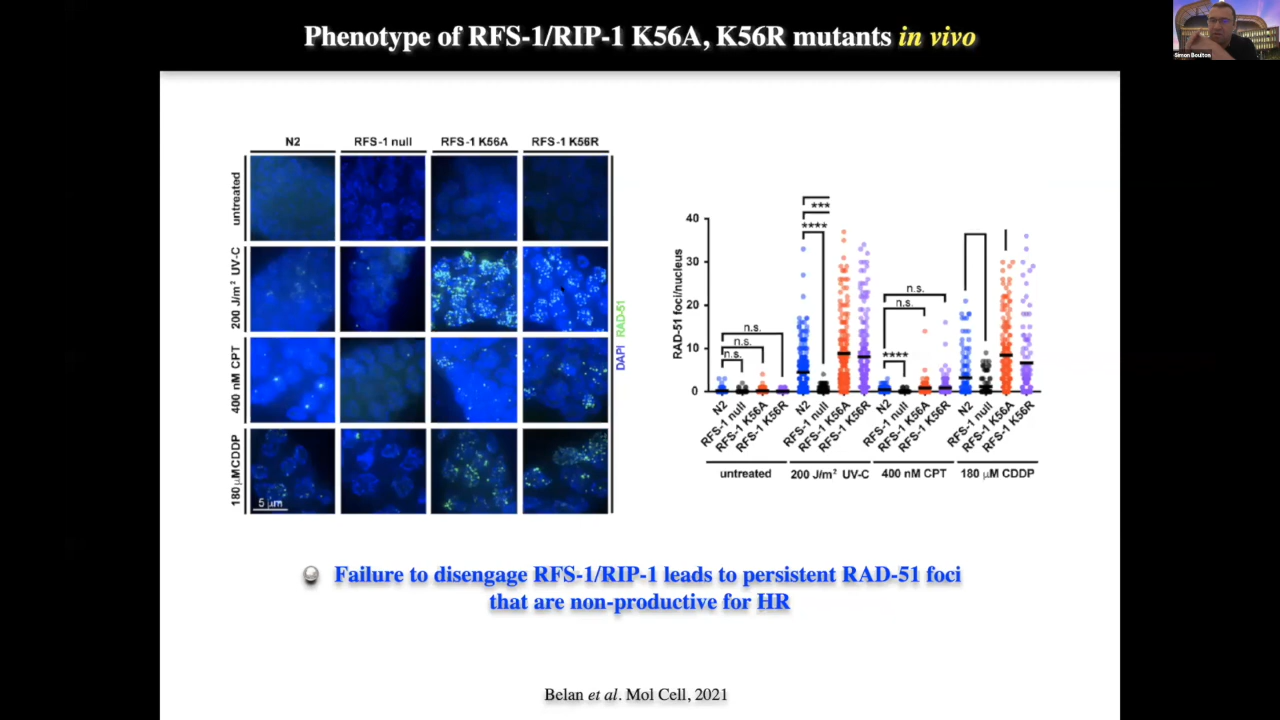 Phenotype of RFS-1/RIP-1 K56A, K56R mutants in vivo
Simon Boulton
N2 RFS-1 null RFS-1 K56A RFS-1 K56R
untreated
200 J/m² UV-C
400 nM CPT
180 µMCDDP
5 µm
DAPI RAD-51
RAD-51 foci/nucleus
40
30
20
10
0
n.s.
n.s.
n.s.
***
****
n.s.
n.s.
****
N2 RFS-1 null RFS-1 K56A RFS-1 K56R N2 RFS-1 null RFS-1 K56A RFS-1 K56R N2 RFS-1 null RFS-1 K56A RFS-1 K56R N2 RFS-1 null RFS-1 K56A RFS-1 K56R
untreated 200 J/m² UV-C 400 nM CPT 180 µM CDDP
Failure to disengage RFS-1/RIP-1 leads to persistent RAD-51 foci
that are non-productive for HR
Belan et al. Mol Cell, 2021